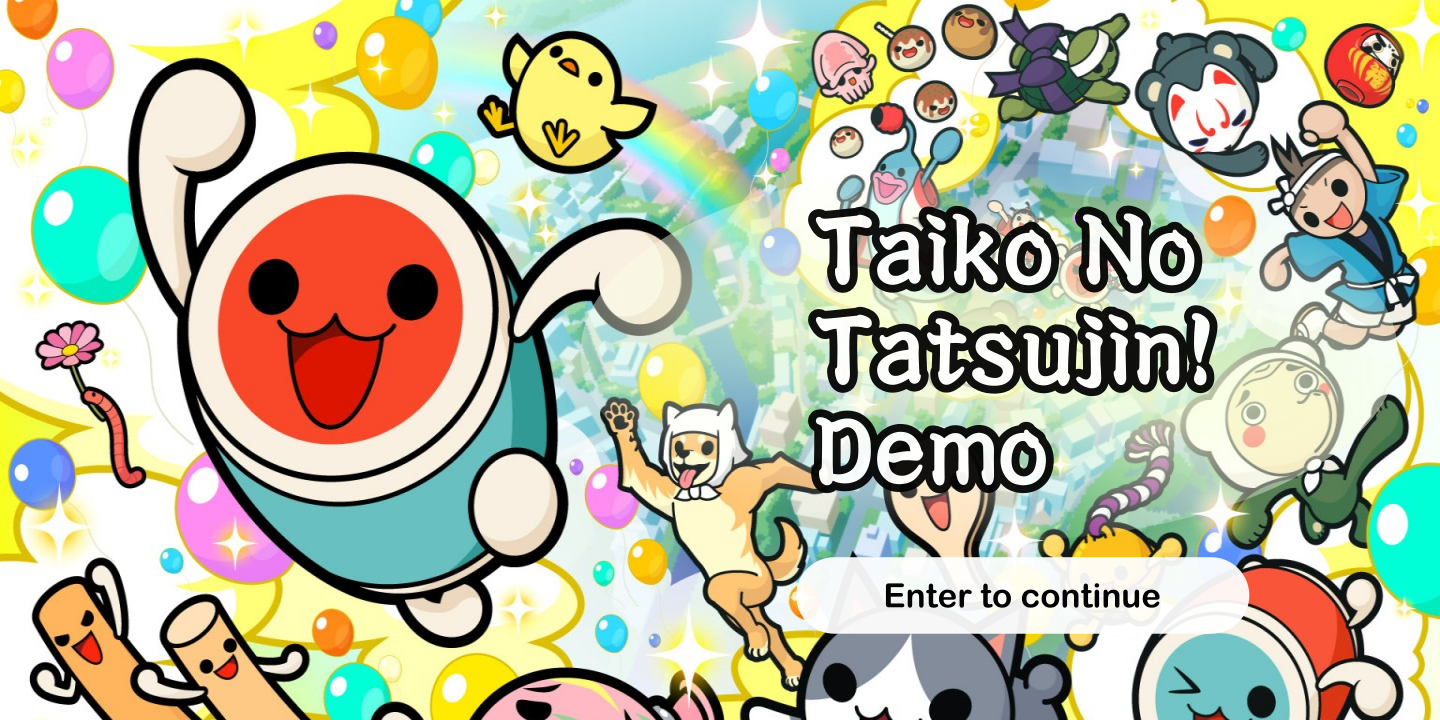 Taiko No
Tatsujin!
Demo
Enter to continue